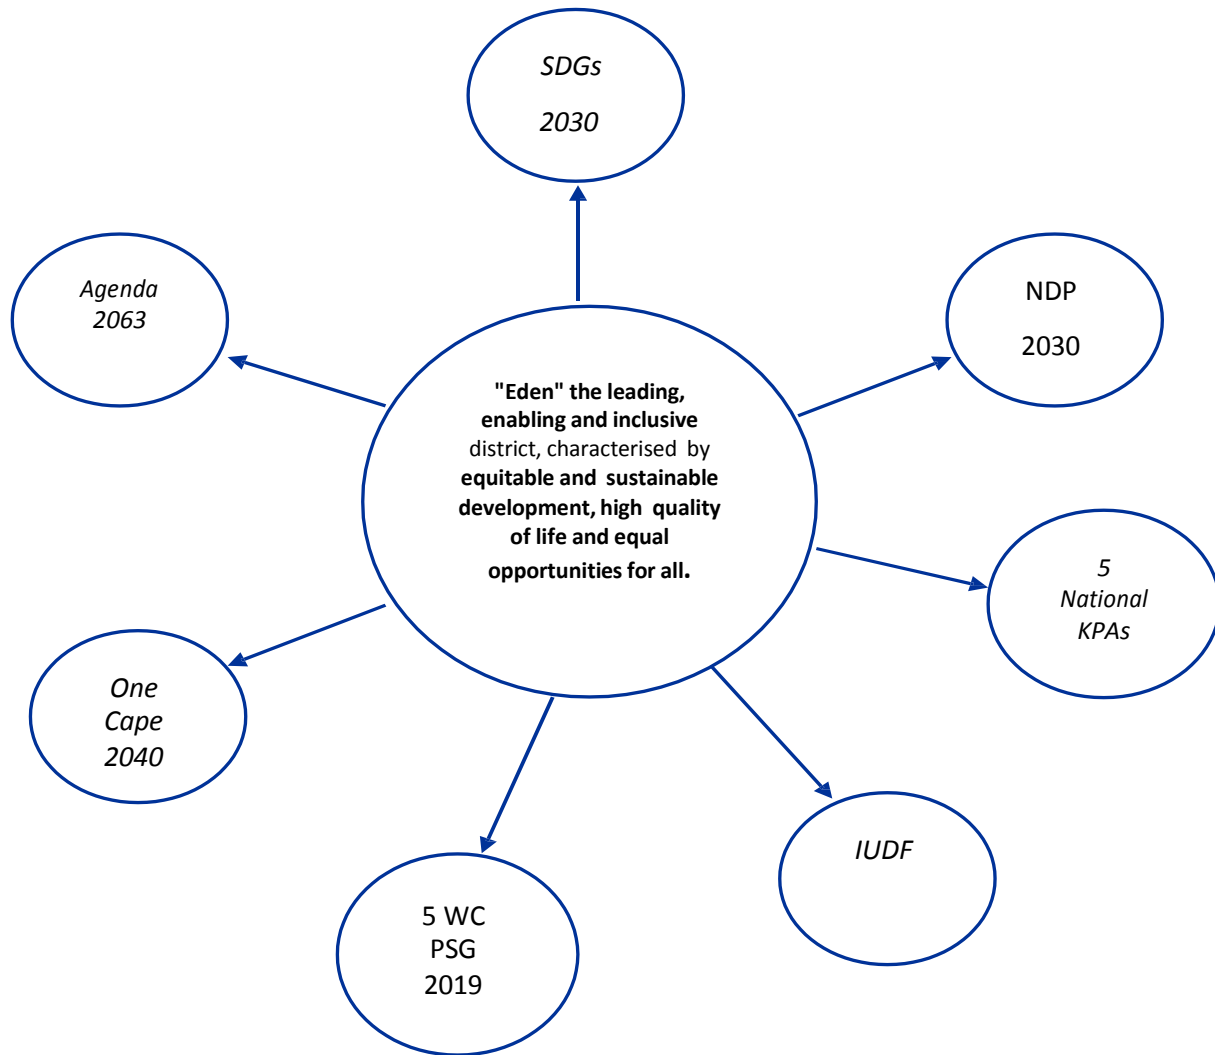 SDGs
2030
Agenda
2063
NDP
2030
"Eden" the leading,
enabling and inclusive
district, characterised by
equitable and sustainable
development, high quality
of life and equal
opportunities for all.
5
National
KPAs
One
Cape
2040
IUDF
5 WC
PSG
2019